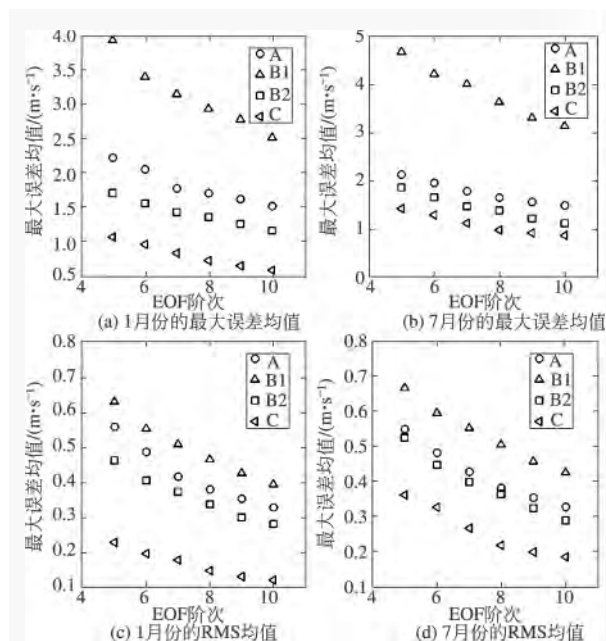 最大误差均值/(m·s⁻¹)
4.0
3.5
3.0
2.5
2.0
1.5
1.0
0.5
A
B1
B2
C
4
6
8
10
EOF阶次
(a) 1月份的最大误差均值
最大误差均值/(m·s⁻¹)
5
4
3
2
1
0
A
B1
B2
C
4
6
8
10
EOF阶次
(b) 7月份的最大误差均值
最大误差均值/(m·s⁻¹)
0.8
0.7
0.6
0.5
0.4
0.3
0.2
0.1
A
B1
B2
C
4
6
8
10
EOF阶次
(c) 1月份的RMS均值
最大误差均值/(m·s⁻¹)
0.8
0.7
0.6
0.5
0.4
0.3
0.2
0.1
A
B1
B2
C
4
6
8
10
EOF阶次
(d) 7月份的RMS均值